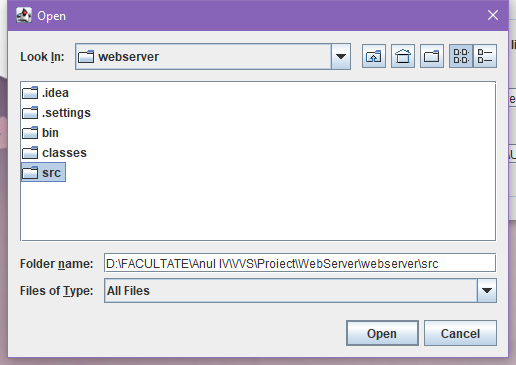 Open
Look In: webserver
.idea
.settings
bin
classes
src
Folder name: D:\FACULTATE\Anul IV\VVS\Proiect\WebServer\webserver\src
Files of Type: All Files
Open Cancel